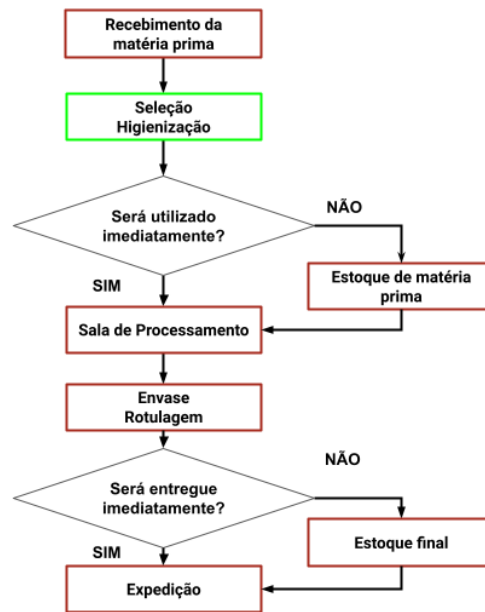 Recebimento da
matéria prima
Seleção
Higienização
Será utilizado
imediatamente?
NÃO
SIM
Estoque de matéria
prima
Sala de Processamento
Envase
Rotulagem
NÃO
Será entregue
imediatamente?
SIM
Estoque final
Expedição